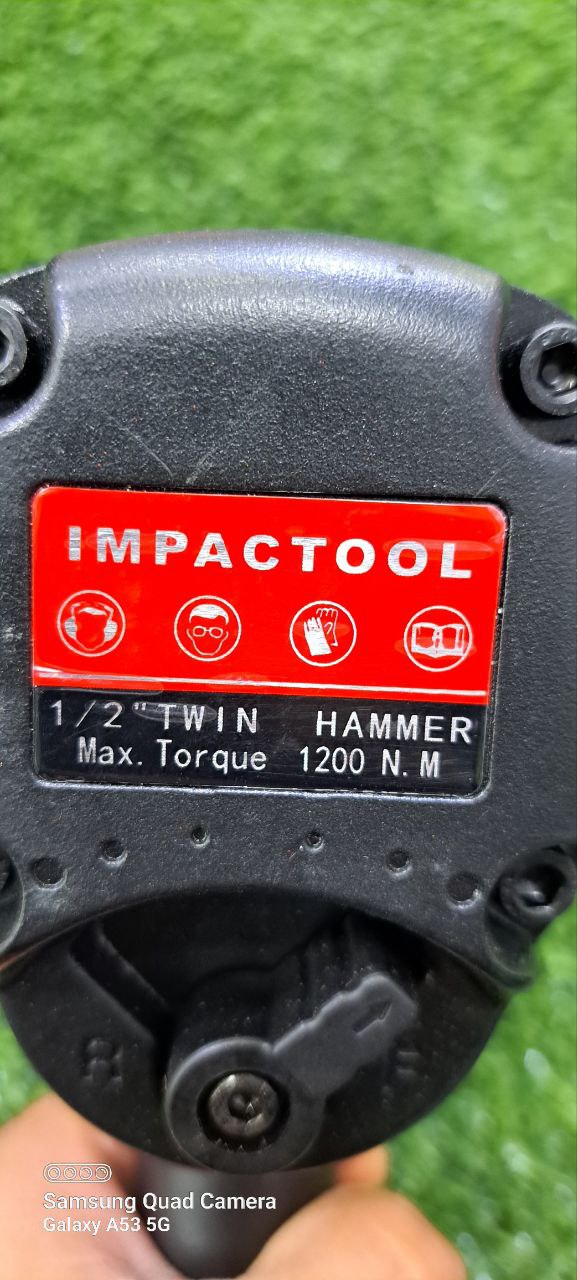 IMPACTOOL
1/2" TWIN HAMMER
Max. Torque 1200 N.M
R F
Samsung Quad Camera
Galaxy A53 5G